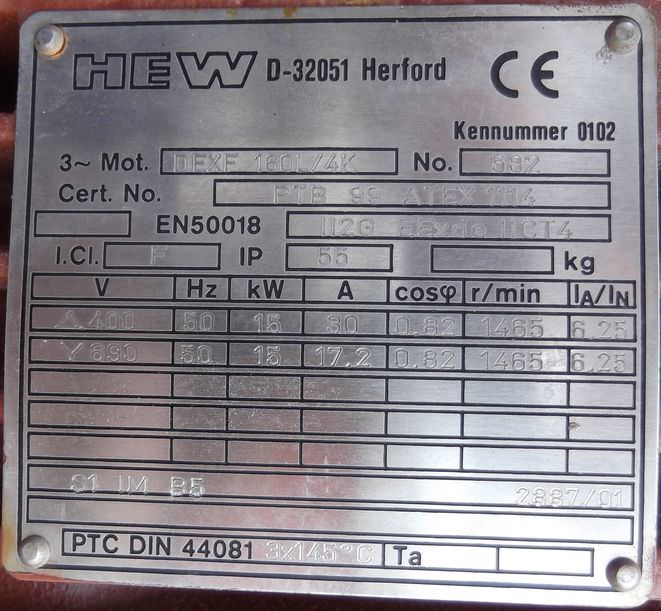 HEW D-32051 Herford CE
Kennummer 0102
3~ Mot. DEXF 160L/4K No. 582
Cert. No. PTB 99 ATEX 1114
EN50018 II2G EExde IICT4
I.Cl. F IP 55 kg
V Hz kW A cosφ r/min IA/IN
△ 400 50 15 30 0.82 1465 6.25
Y 690 50 15 17.2 0.82 1465 6.25
S1 IM B5 2887/01
PTC DIN 44081 3x145°C Ta